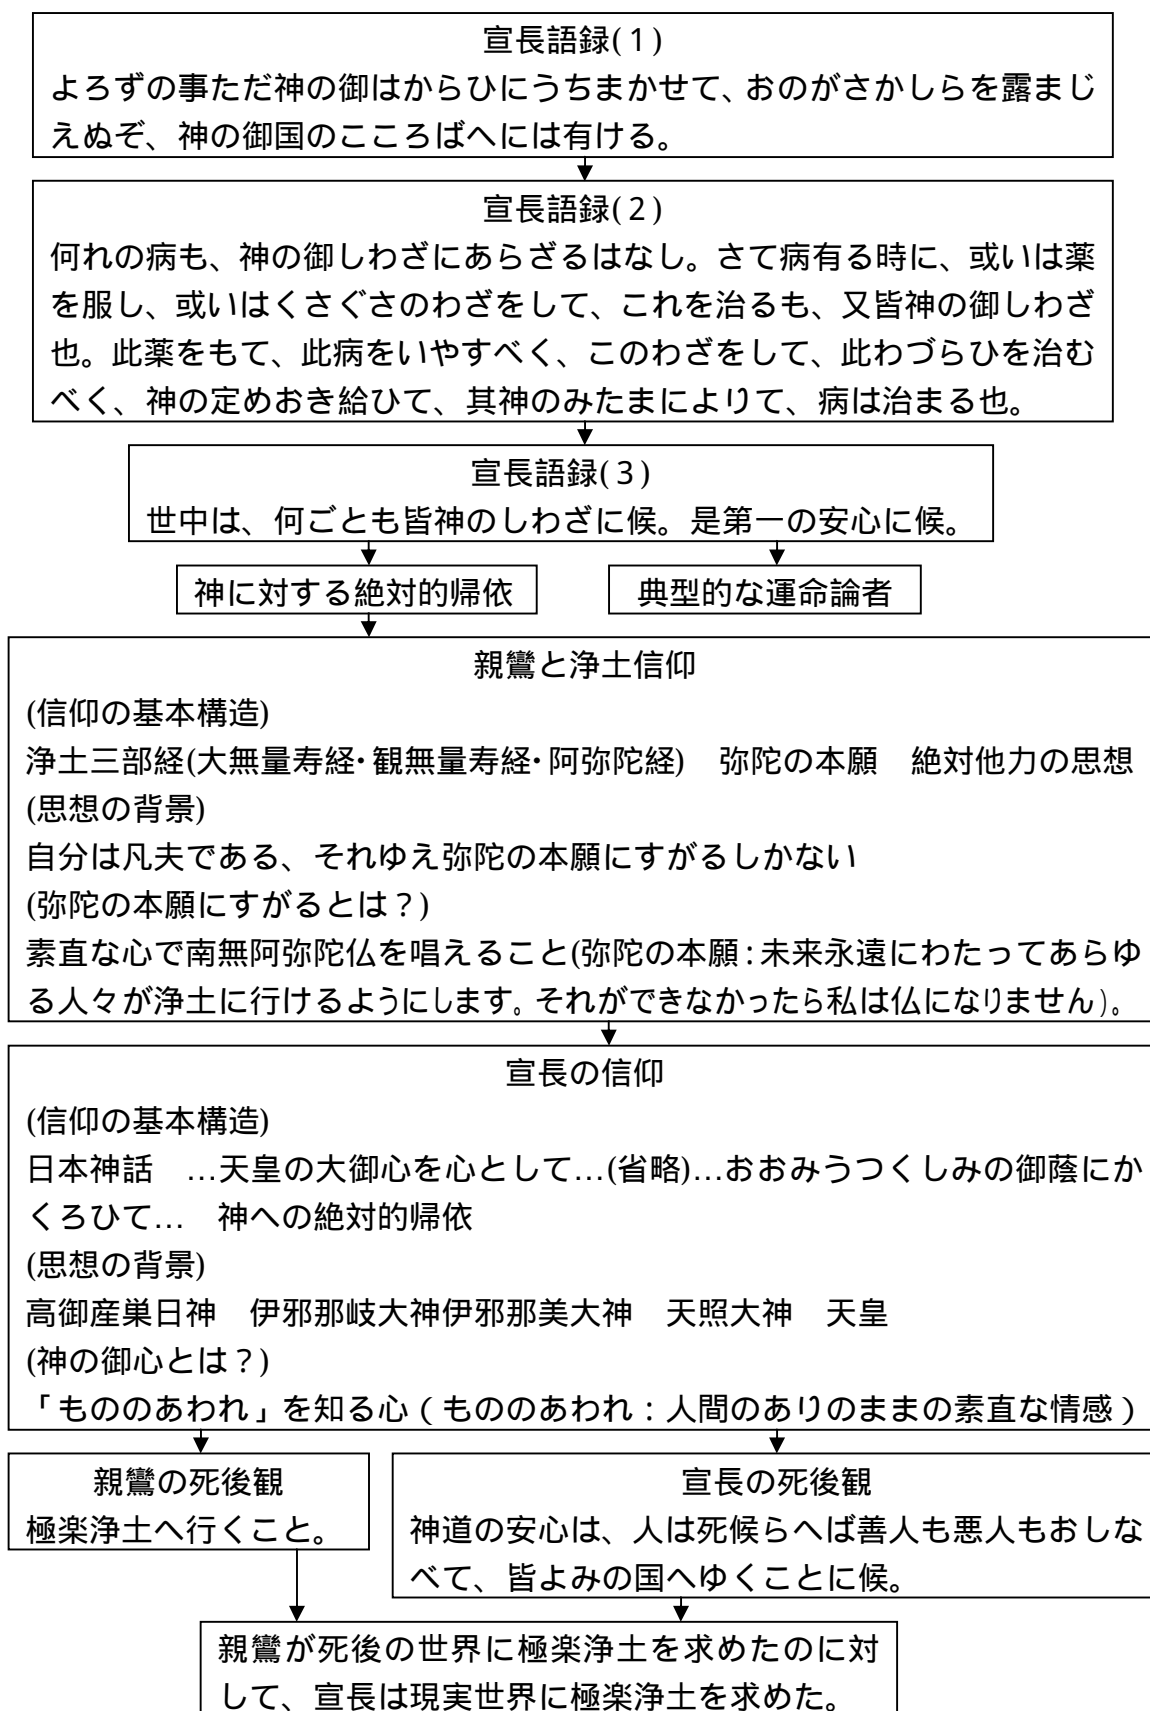 宣長語録(1)
よろずの事ただ神の御はからひにうちまかせて、おのがさかしらを露まじ
えぬぞ、神の御国のこころばへには有ける。
宣長語録(2)
何れの病も、神の御しわざにあらざるはなし。さて病有る時に、或いは薬
を服し、或いはくさぐさのわざをして、これを治るも、又皆神の御しわざ
也。此薬をもて、此病をいやすべく、このわざをして、此わづらひを治む
べく、神の定めおき給ひて、其神のみたまによりて、病は治まる也。
宣長語録(3)
世中は、何ごとも皆神のしわざに候。是第一の安心に候。
神に対する絶対的帰依
典型的な運命論者
親鸞と浄土信仰
(信仰の基本構造)
浄土三部経(大無量寿経・観無量寿経・阿弥陀経) 弥陀の本願 絶対他力の思想
(思想の背景)
自分は凡夫である、それゆえ弥陀の本願にすがるしかない
(弥陀の本願にすがるとは?)
素直な心で南無阿弥陀仏を唱えること(弥陀の本願:未来永遠にわたってあらゆ
る人々が浄土に行けるようにします。それができなかったら私は仏になりません)。
宣長の信仰
(信仰の基本構造)
日本神話 …天皇の大御心を心として…(省略)…おおみうつくしみの御蔭にか
くろひて… 神への絶対的帰依
(思想の背景)
高御産巣日神 伊邪那岐大神伊邪那美大神 天照大神 天皇
(神の御心とは?)
「もののあわれ」を知る心(もののあわれ:人間のありのままの素直な情感)
親鸞の死後観
極楽浄土へ行くこと。
宣長の死後観
神道の安心は、人は死候らへば善人も悪人もおしな
べて、皆よみの国へゆくことに候。
親鸞が死後の世界に極楽浄土を求めたのに対
して、宣長は現実世界に極楽浄土を求めた。